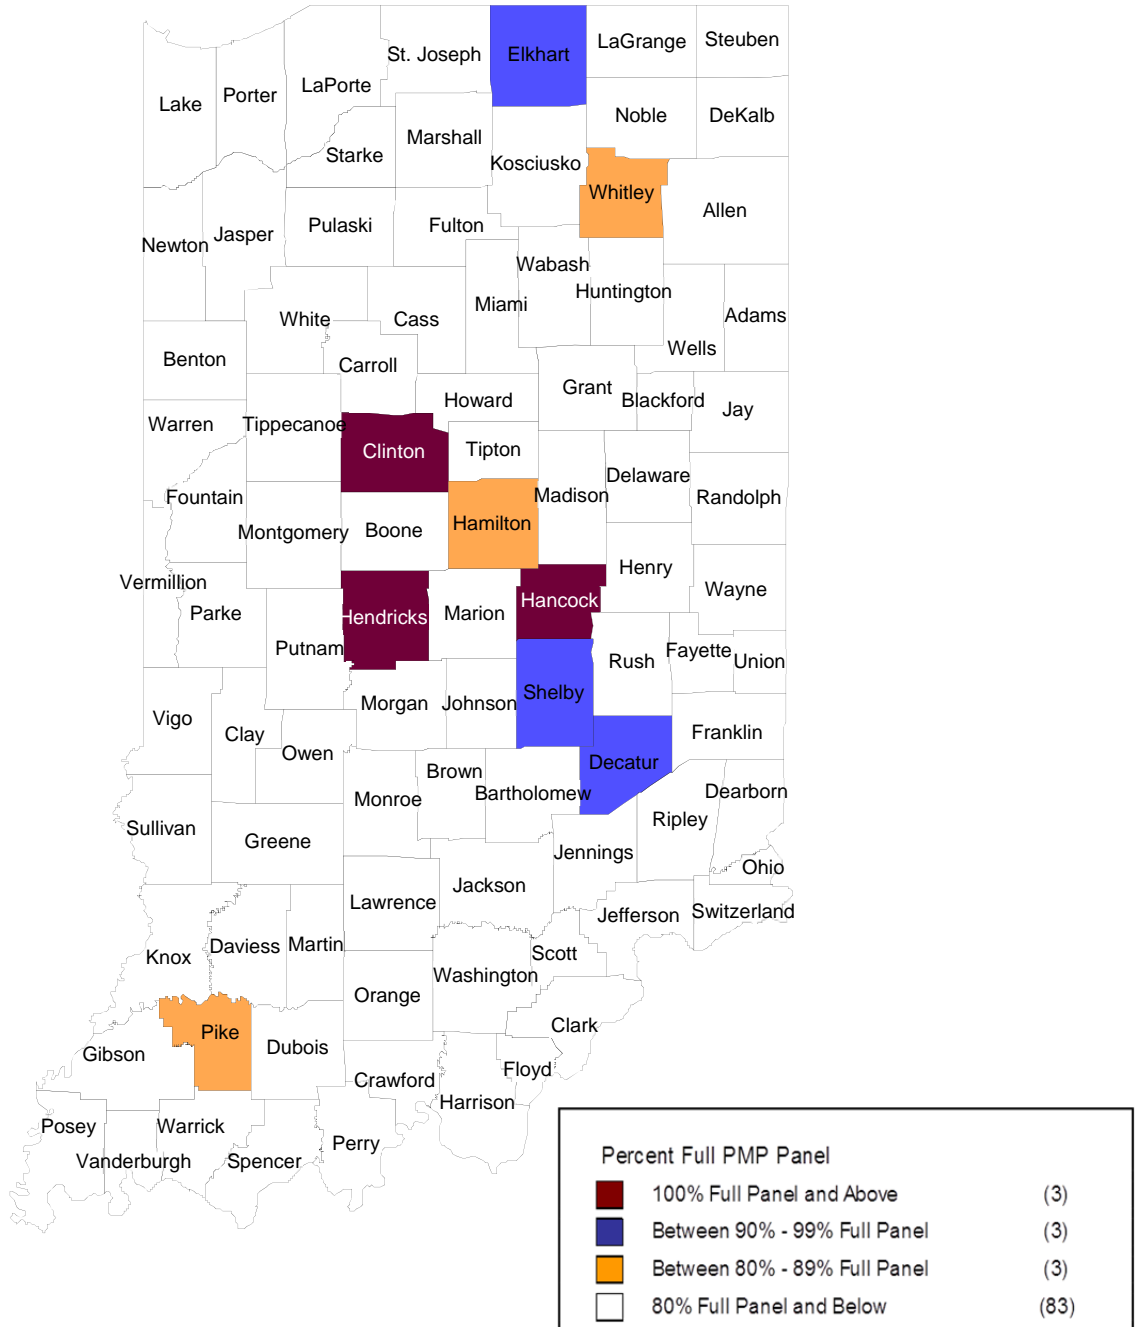 St. Joseph
Elkhart
LaGrange
Steuben
Lake
Porter
LaPorte
Noble
DeKalb
Marshall
Starke
Kosciusko
Whitley
Allen
Newton
Jasper
Pulaski
Fulton
Wabash
Huntington
Miami
Adams
White
Cass
Wells
Benton
Carroll
Grant
Blackford
Howard
Jay
Warren
Tippecanoe
Clinton
Tipton
Delaware
Fountain
Madison
Randolph
Montgomery
Boone
Hamilton
Vermillion
Henry
Wayne
Parke
Hendricks
Marion
Hancock
Putnam
Rush
Fayette
Union
Vigo
Morgan
Johnson
Shelby
Clay
Owen
Franklin
Decatur
Brown
Bartholomew
Monroe
Dearborn
Sullivan
Greene
Ripley
Jennings
Ohio
Lawrence
Jackson
Jefferson
Switzerland
Knox
Daviess
Martin
Scott
Washington
Orange
Pike
Clark
Gibson
Dubois
Floyd
Crawford
Harrison
Posey
Warrick
Perry
Vanderburgh
Spencer
Percent Full PMP Panel
100% Full Panel and Above (3)
Between 90% - 99% Full Panel (3)
Between 80% - 89% Full Panel (3)
80% Full Panel and Below (83)